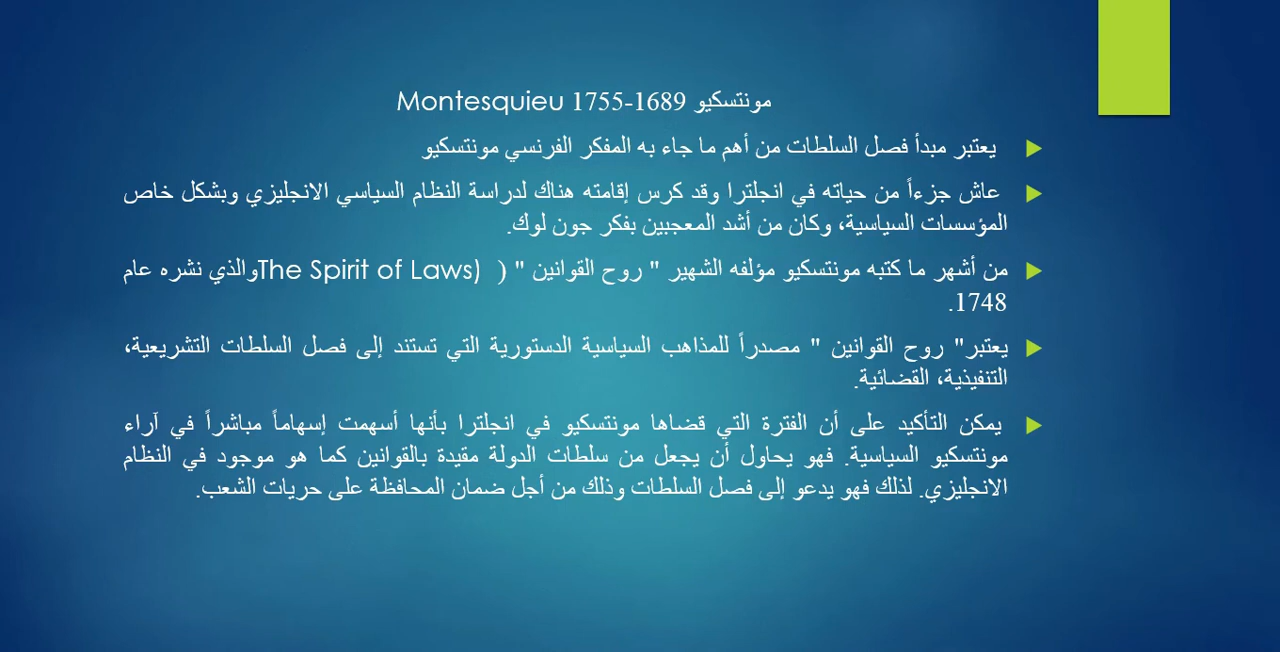 مونتسكيو Montesquieu 1755-1689
يعتبر مبدأ فصل السلطات من أهم ما جاء به المفكر الفرنسي مونتسكيو
عاش جزءاً من حياته في انجلترا وقد كرس إقامته هناك لدراسة النظام السياسي الانجليزي وبشكل خاص
المؤسسات السياسية، وكان من أشد المعجبين بفكر جون لوك.
من أشهر ما كتبه مونتسكيو مؤلفه الشهير " روح القوانين " ( The Spirit of Laws) والذي نشره عام
1748.
يعتبر" روح القوانين " مصدراً للمذاهب السياسية الدستورية التي تستند إلى فصل السلطات التشريعية،
التنفيذية، القضائية.
يمكن التأكيد على أن الفترة التي قضاها مونتسكيو في انجلترا بأنها أسهمت إسهاماً مباشراً في آراء
مونتسكيو السياسية. فهو يحاول أن يجعل من سلطات الدولة مقيدة بالقوانين كما هو موجود في النظام
الانجليزي. لذلك فهو يدعو إلى فصل السلطات وذلك من أجل ضمان المحافظة على حريات الشعب.